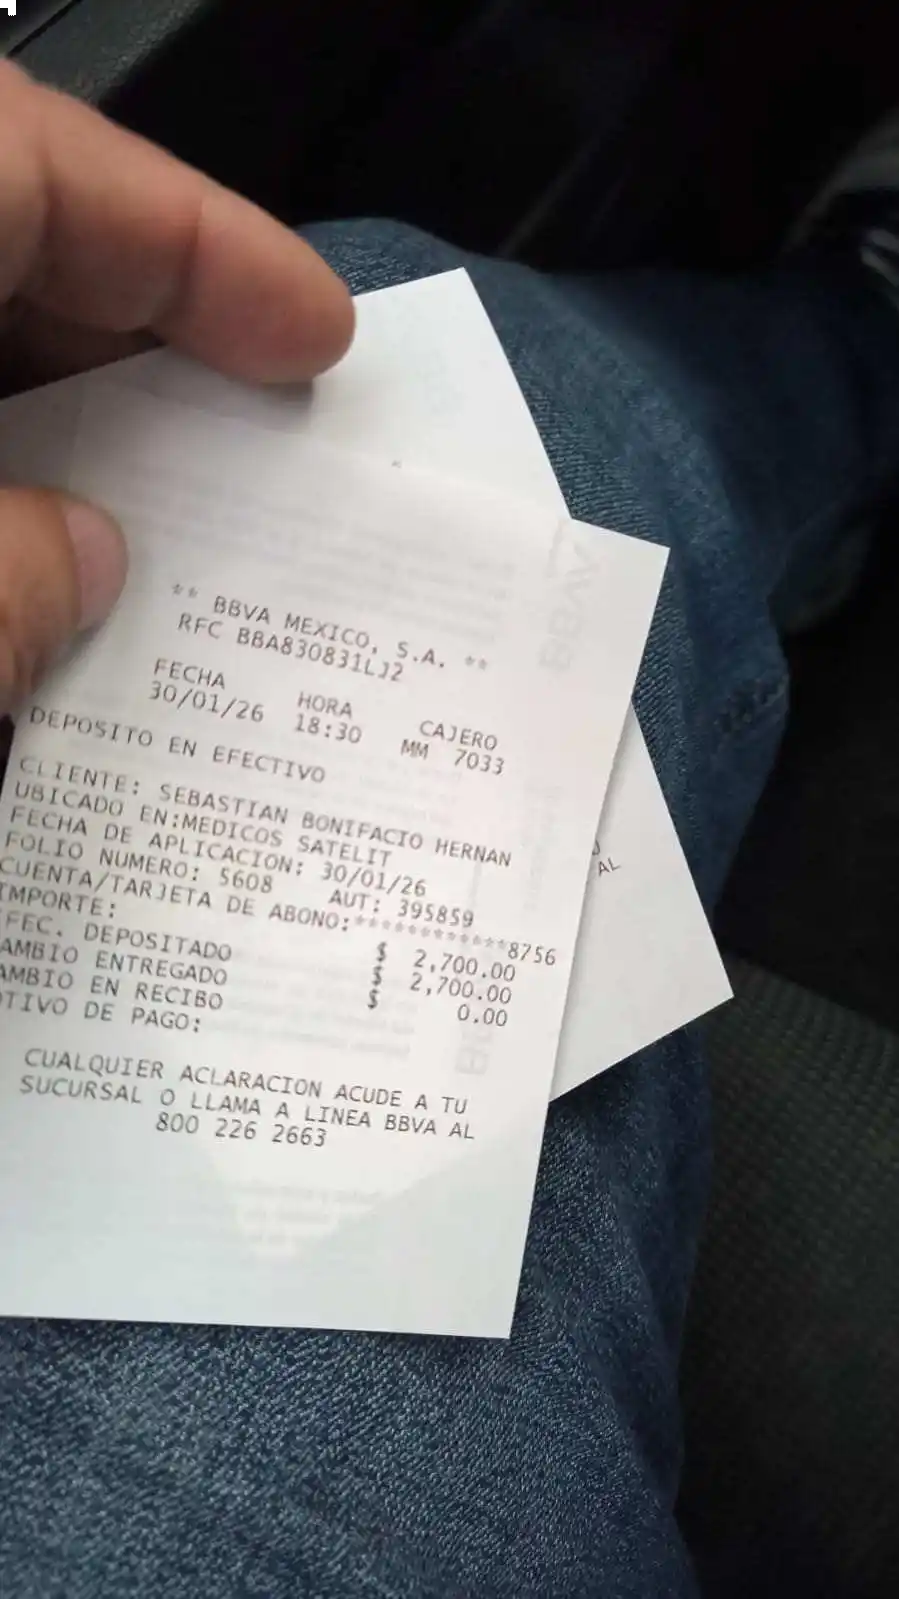 ** BBVA MEXICO, S.A. **
RFC BBA830831LJ2
FECHA HORA CAJERO
30/01/26 18:30 MM 7033
DEPOSITO EN EFECTIVO
CLIENTE: SEBASTIAN BONIFACIO HERNAN
UBICADO EN:MEDICOS SATELIT
FECHA DE APLICACION: 30/01/26
FOLIO NUMERO: 5608 AUT: 395859
CUENTA/TARJETA DE ABONO:************8756
IMPORTE: $ 2,700.00
EFEC. DEPOSITADO $ 2,700.00
AMBIO ENTREGADO $ 0.00
AMBIO EN RECIBO
OTIVO DE PAGO:
CUALQUIER ACLARACION ACUDE A TU
SUCURSAL O LLAMA A LINEA BBVA AL
800 226 2663
AL
BBVA